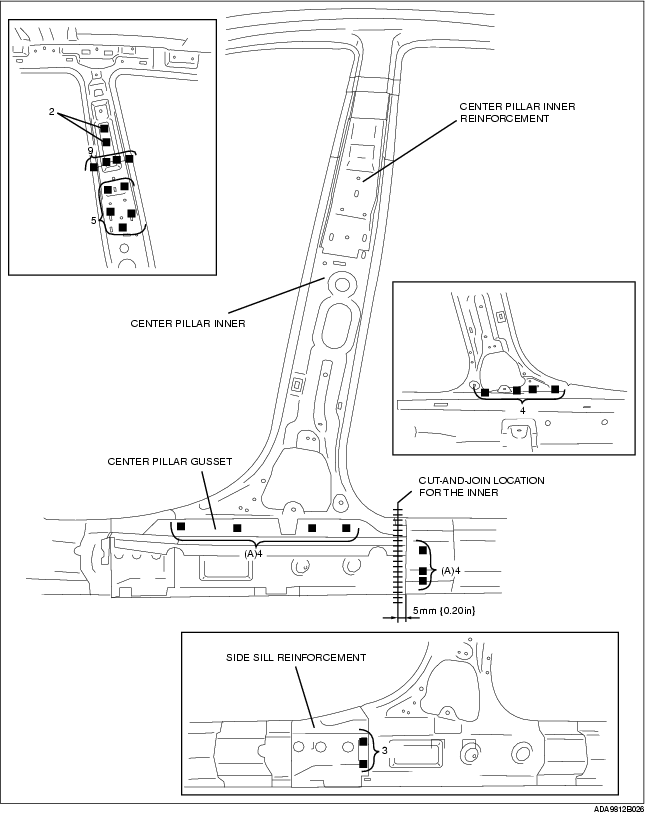 2
9
5
CENTER PILLAR INNER
REINFORCEMENT
CENTER PILLAR INNER
4
CENTER PILLAR GUSSET
CUT-AND-JOIN LOCATION
FOR THE INNER
(A)4
(A)4
5mm {0.20in}
SIDE SILL REINFORCEMENT
3
ADA9812B026